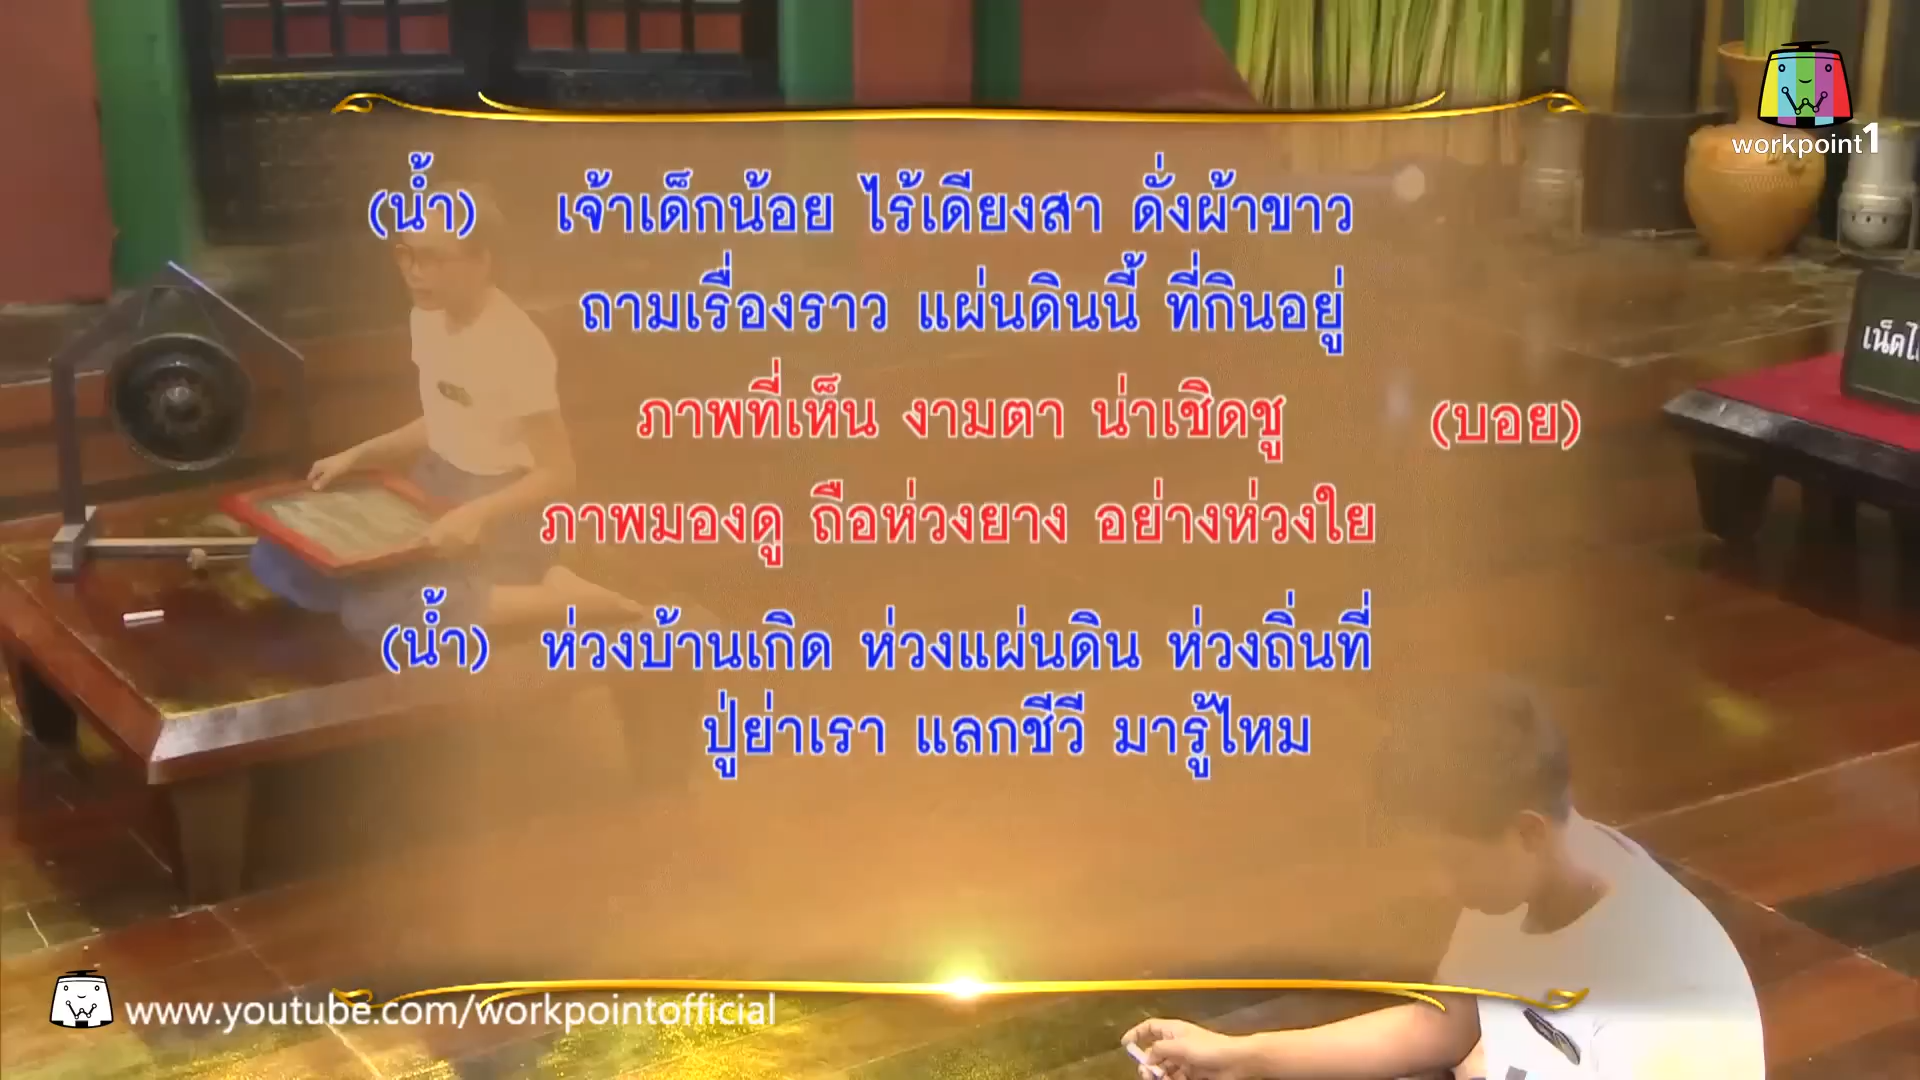 workpoint1
(น้ำ) เจ้าเด็กน้อย ไร้เดียงสา ดั่งผ้าขาว
ถามเรื่องราว แผ่นดินนี้ ที่กินอยู่
เน็ตไ
ภาพที่เห็น งามตา น่าเชิดชู (บอย)
ภาพมองดู ถือห่วงยาง อย่างห่วงใย
(น้ำ) ห่วงบ้านเกิด ห่วงแผ่นดิน ห่วงถิ่นที่
ปู่ย่าเรา แลกชีวี มารู้ไหม
www.youtube.com/workpointofficial